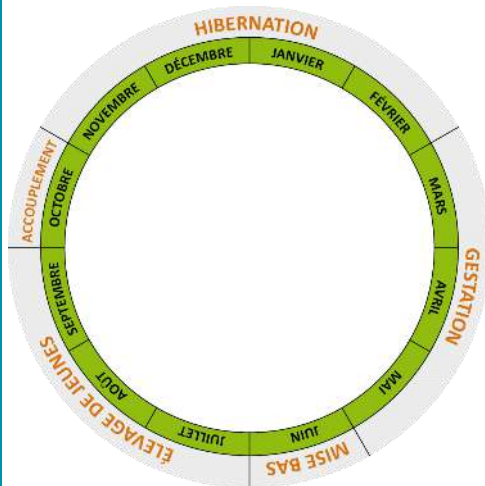 HIBERNATION
JANVIER
FÉVRIER
MARS
AVRIL
MAI
JUIN
JUILLET
AOÛT
SEPTEMBRE
OCTOBRE
NOVEMBRE
DÉCEMBRE
GESTATION
MISE BAS
ÉLEVAGE DE JEUNES
ACCOUPLEMENT